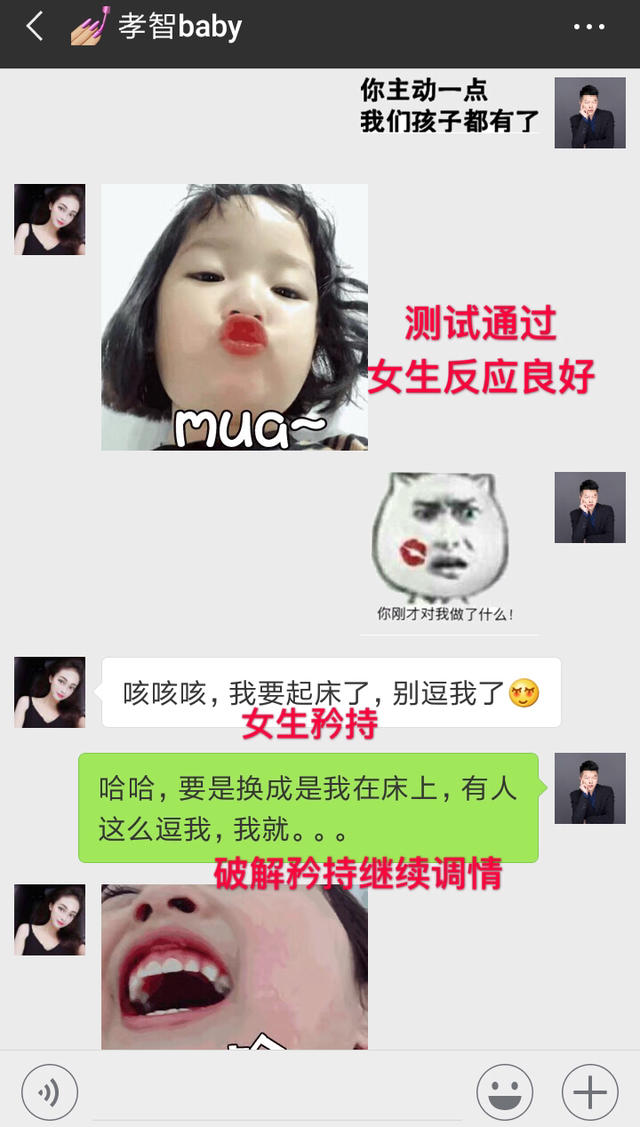 孝智baby
你主动一点
我们孩子都有了
mua~
测试通过
女生反应良好
你刚才对我做了什么!
咳咳咳，我要起床了，别逗我了
女生矜持
哈哈，要是换成是我在床上，有人
这么逗我，我就。。。
破解矜持继续调情